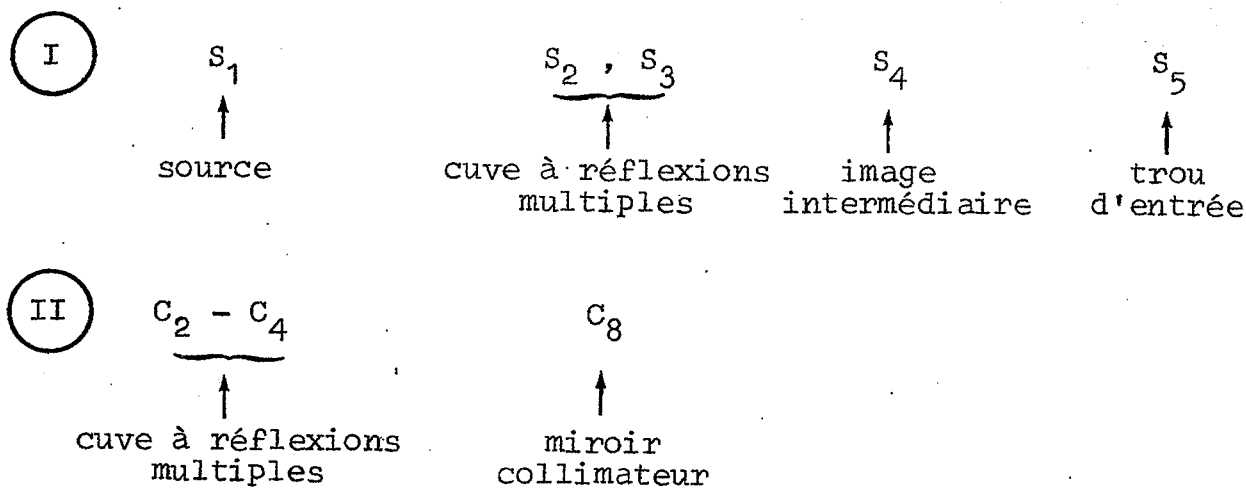 I S₁ S₂ , S₃ S₄ S₅
source cuve à réflexions multiples image intermédiaire trou d'entrée
II C₂ - C₄ C₈
cuve à réflexions multiples miroir collimateur